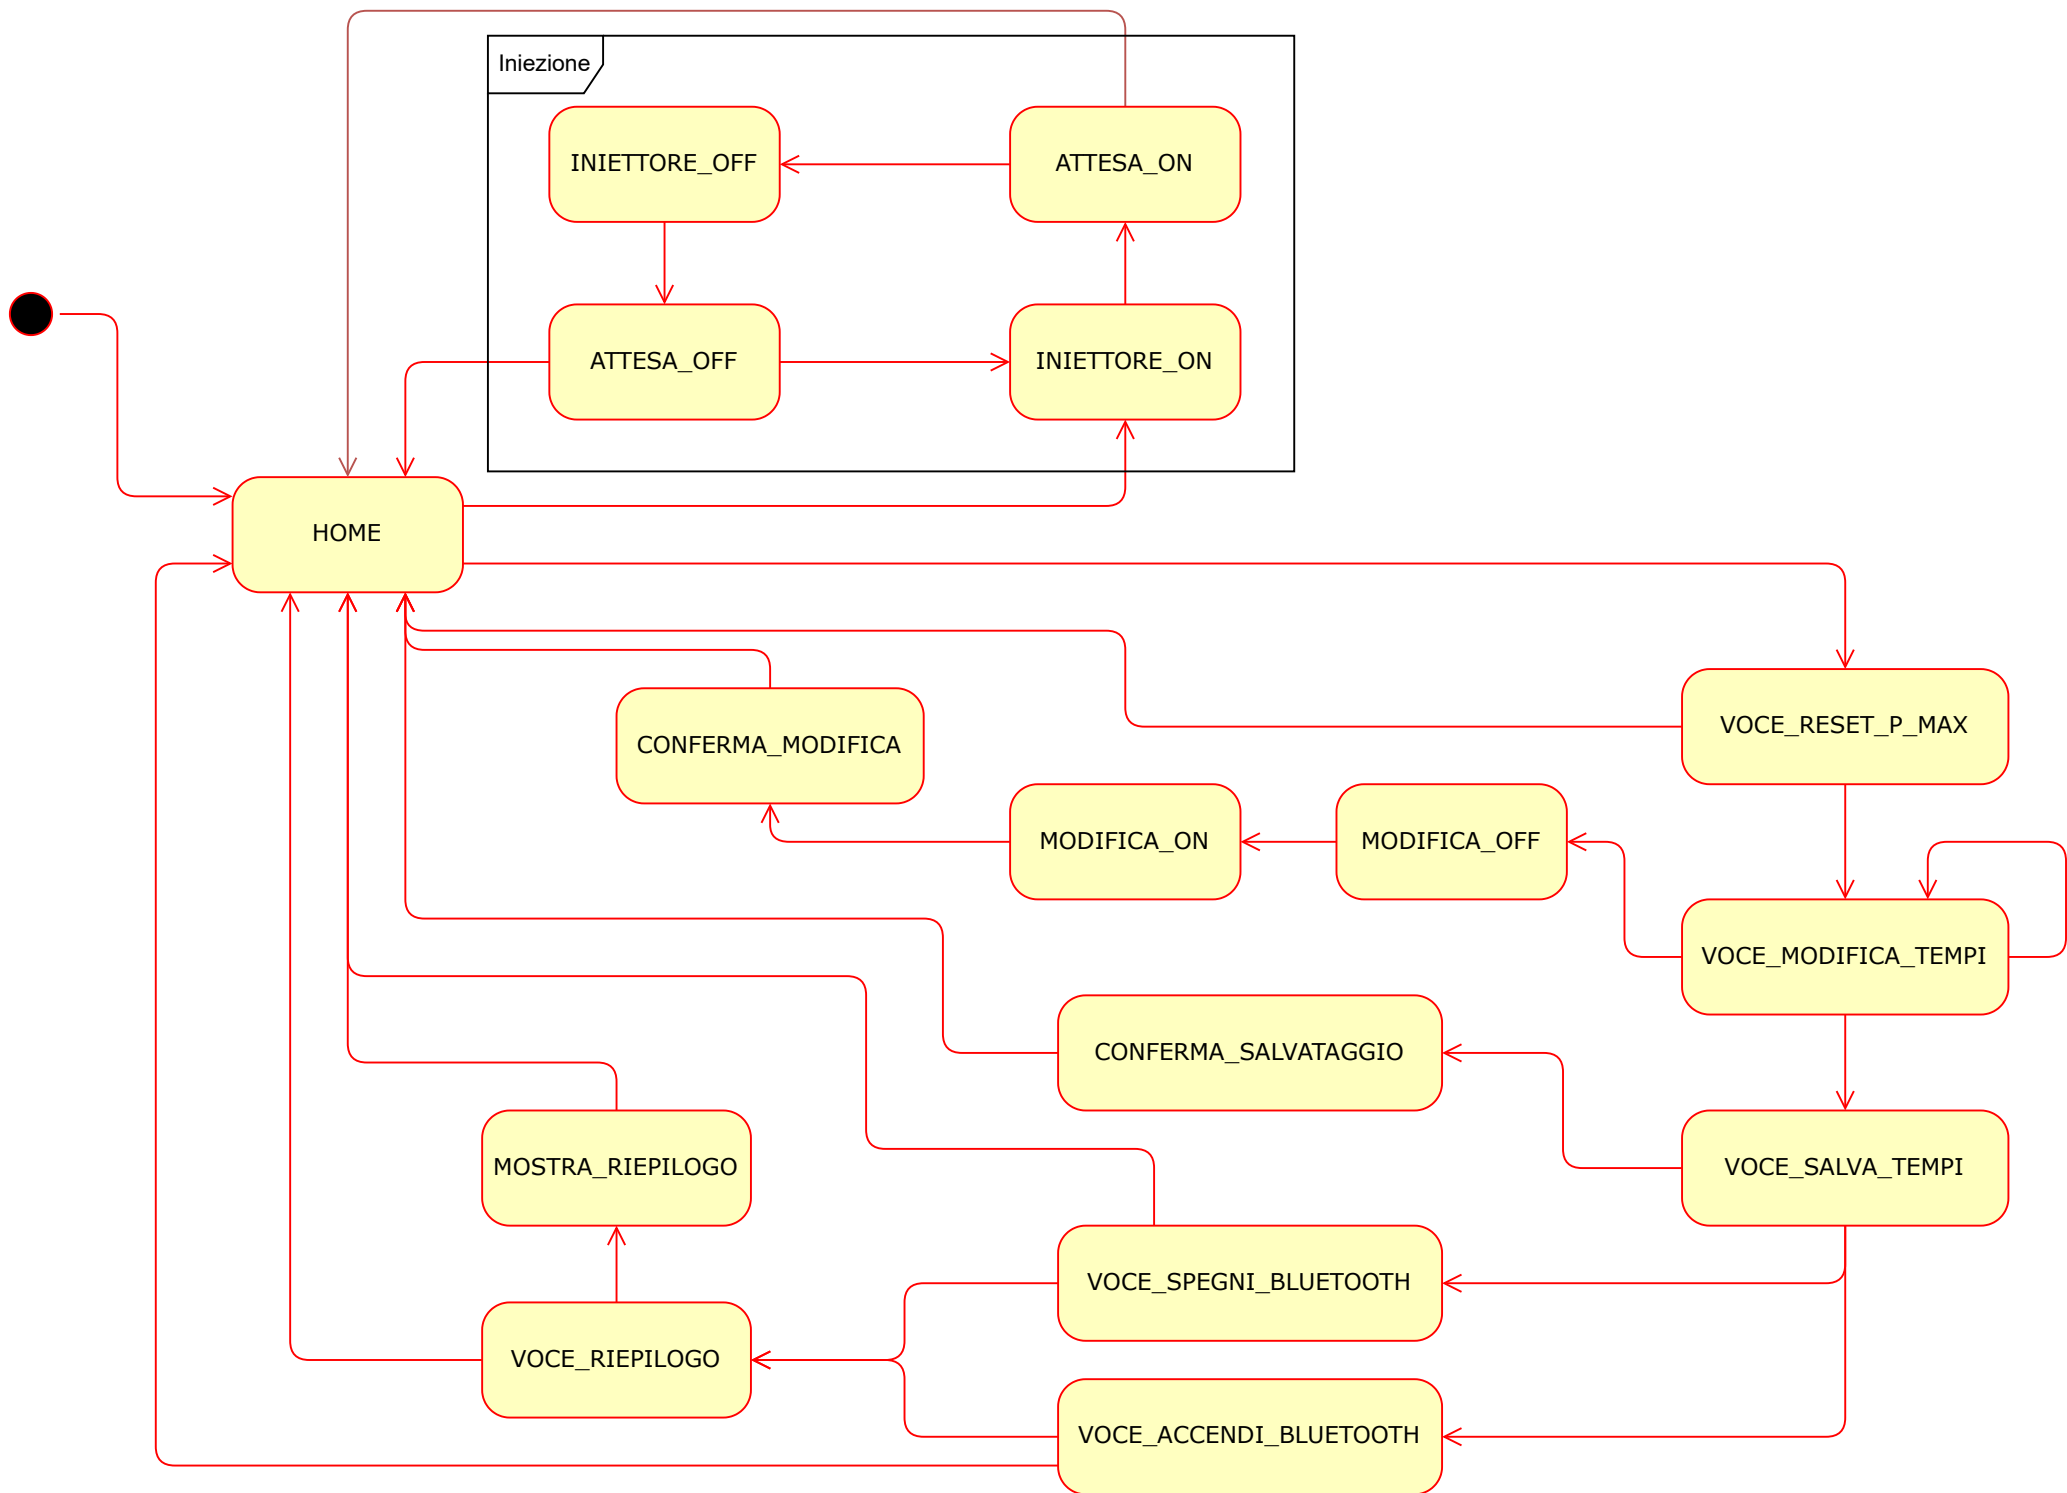 Iniezione
INIETTORE_OFF
ATTESA_ON
ATTESA_OFF
INIETTORE_ON
HOME
VOCE_RESET_P_MAX
CONFERMA_MODIFICA
MODIFICA_ON
MODIFICA_OFF
VOCE_MODIFICA_TEMPI
CONFERMA_SALVATAGGIO
MOSTRA_RIEPILOGO
VOCE_SALVA_TEMPI
VOCE_SPEGNI_BLUETOOTH
VOCE_RIEPILOGO
VOCE_ACCENDI_BLUETOOTH